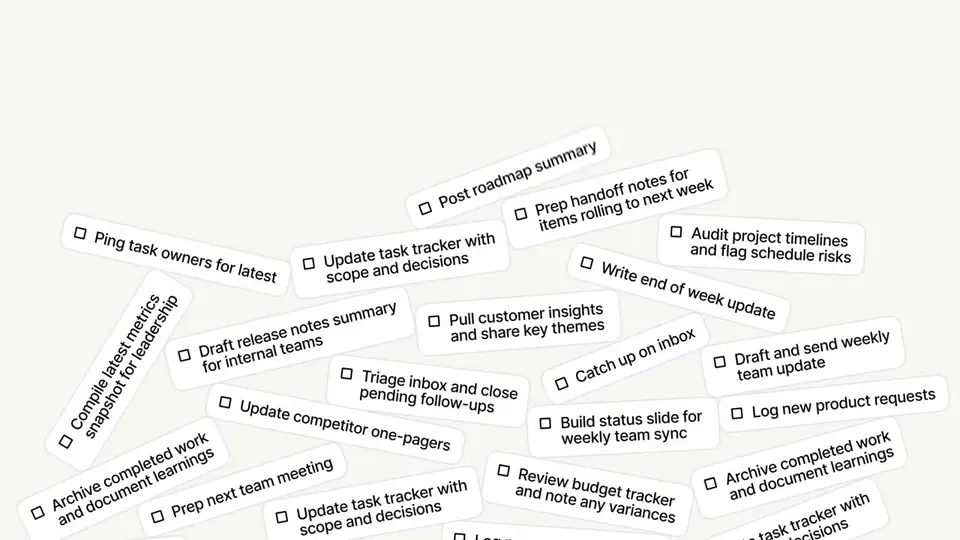 Post roadmap summary
Prep handoff notes for
items rolling to next week
Ping task owners for latest
Update task tracker with
scope and decisions
Audit project timelines
and flag schedule risks
Write end of week update
Compile latest metrics
snapshot for leadership
Draft release notes summary
for internal teams
Pull customer insights
and share key themes
Catch up on inbox
Draft and send weekly
team update
Triage inbox and close
pending follow-ups
Update competitor one-pagers
Build status slide for
weekly team sync
Log new product requests
Archive completed work
and document learnings
Prep next team meeting
Update task tracker with
scope and decisions
Review budget tracker
and note any variances
Archive completed work
and document learnings
task tracker with